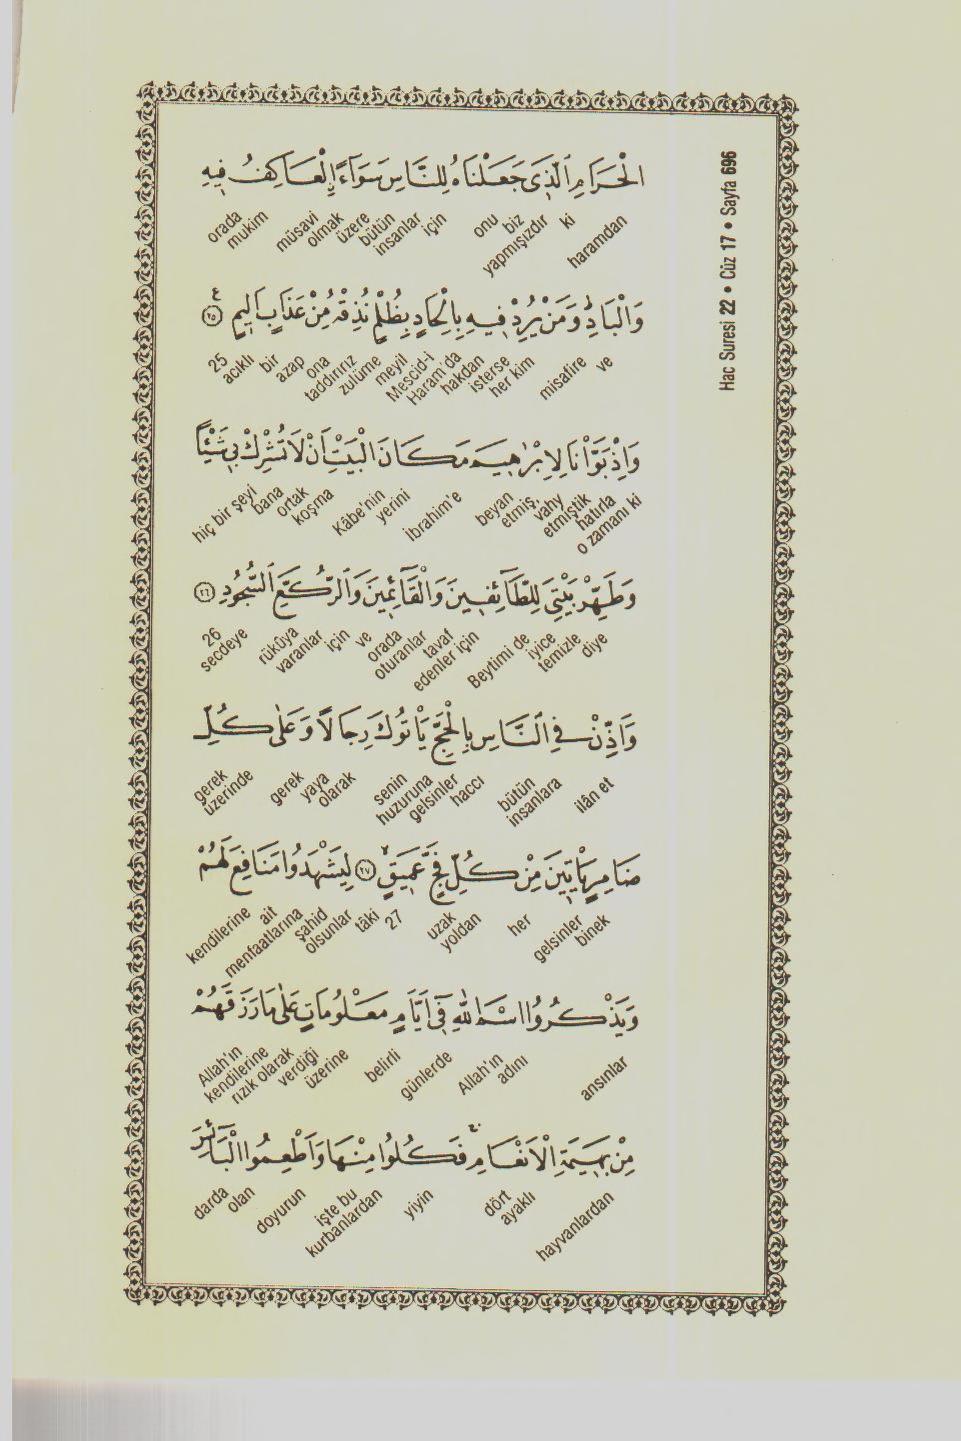 Hac Suresi 22 • Cüz 17 • Sayfa 696
الْحَرَامِ الَّذٖى جَعَلْنَاهُ لِلنَّاسِ سَوَاءً اِلْعَاكِفُ فٖيهِ
haramdan ki biz yapmışızdır onu için bütün insanlar üzere müsavi olmak orada mukim
وَالْبَادِ وَمَنْ يُرِدْ فٖيهِ بِاِلْحَادٍ بِظُلْمٍ نُذِقْهُ مِنْ عَذَابٍ اَلٖيمٍ ﴿٢٥﴾ ع
ve misafire her kim isterse hakdan Mescid-i Haram'da meyil zulüme taddırırız ona azap bir acıklı 25
وَاِذْ بَوَّاْنَا لِاِبْرٰهٖيمَ مَكَانَ الْبَيْتِ اَنْ لَا تُشْرِكْ بٖى شَيْئًا
hatırla o zamanı ki vahy etmiştik beyan etmiş, İbrahim'e yerini Kâbe'nin koşma ortak bana hiç bir şeyi
وَطَهِّرْ بَيْتِىَ لِلطَّائِفٖينَ وَالْقَائِمٖينَ وَالرُّكَّعِ السُّجُودِ ﴿٢٦﴾
diye iyice temizle Beytimi de tavaf edenler için orada oturanlar ve için rükûya varanlar secdeye 26
وَاَذِّنْ فِى النَّاسِ بِالْحَجِّ يَاْتُوكَ رِجَالًا وَعَلٰى كُلِّ
ilân et bütün insanlara haccı senin huzuruna gelsinler yaya olarak gerek gerek üzerinde
ضَامِرٍ يَاْتٖينَ مِنْ كُلِّ فَجٍّ عَمٖيقٍ ﴿٢٧﴾ لِيَشْهَدُوا مَنَافِعَ لَهُمْ
binek gelsinler her uzak yoldan 27 tâki şahid olsunlar ait menfaatlarına kendilerine
وَيَذْكُرُوا اسْمَ اللّٰهِ فٖى اَيَّامٍ مَعْلُومَاتٍ عَلٰى مَا رَزَقَهُمْ
ansınlar Allah'ın adını günlerde belirli üzerine Allah'ın kendilerine rızık olarak verdiği
مِنْ بَهٖيمَةِ الْاَنْعَامِ فَكُلُوا مِنْهَا وَاَطْعِمُوا الْبَائِسَ
hayvanlardan dört ayaklı yiyin işte bu kurbanlardan doyurun darda olan